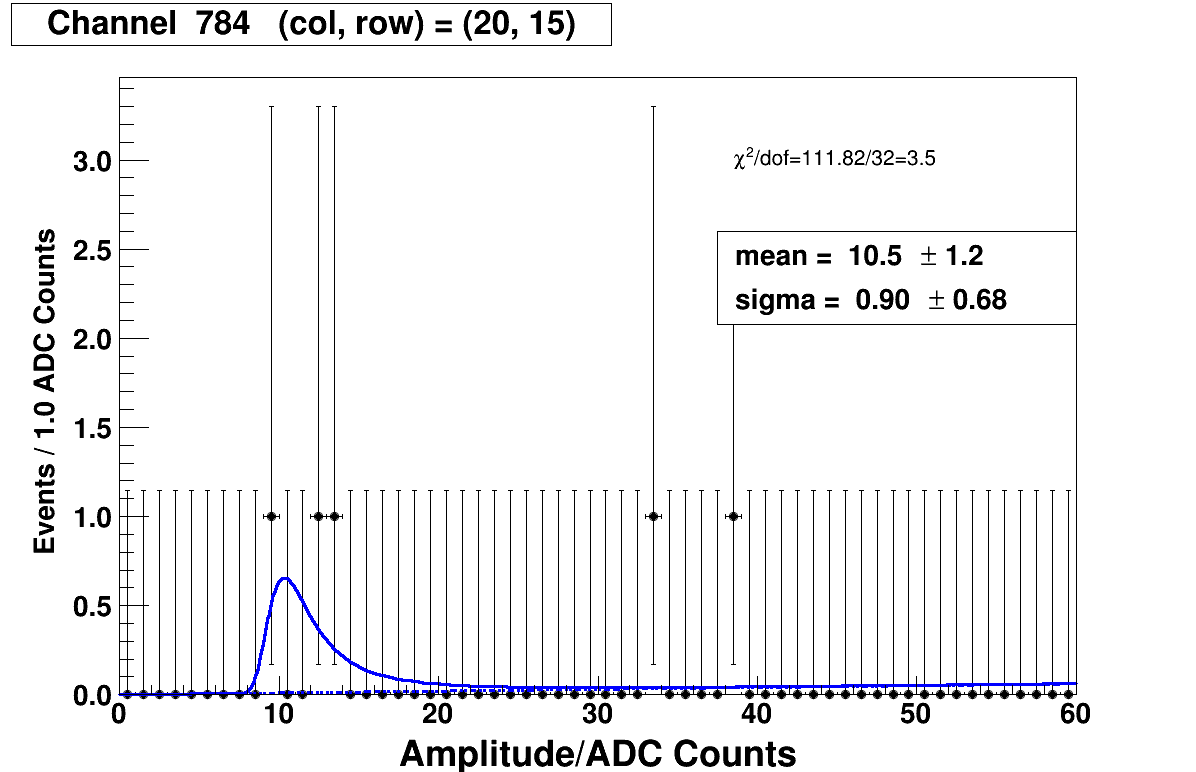 Channel 784 (col, row) = (20, 15)
χ²/dof=111.82/32=3.5
mean = 10.5 ± 1.2
sigma = 0.90 ± 0.68
Events / 1.0 ADC Counts
3.0
2.5
2.0
1.5
1.0
0.5
0.0
0 10 20 30 40 50 60
Amplitude/ADC Counts